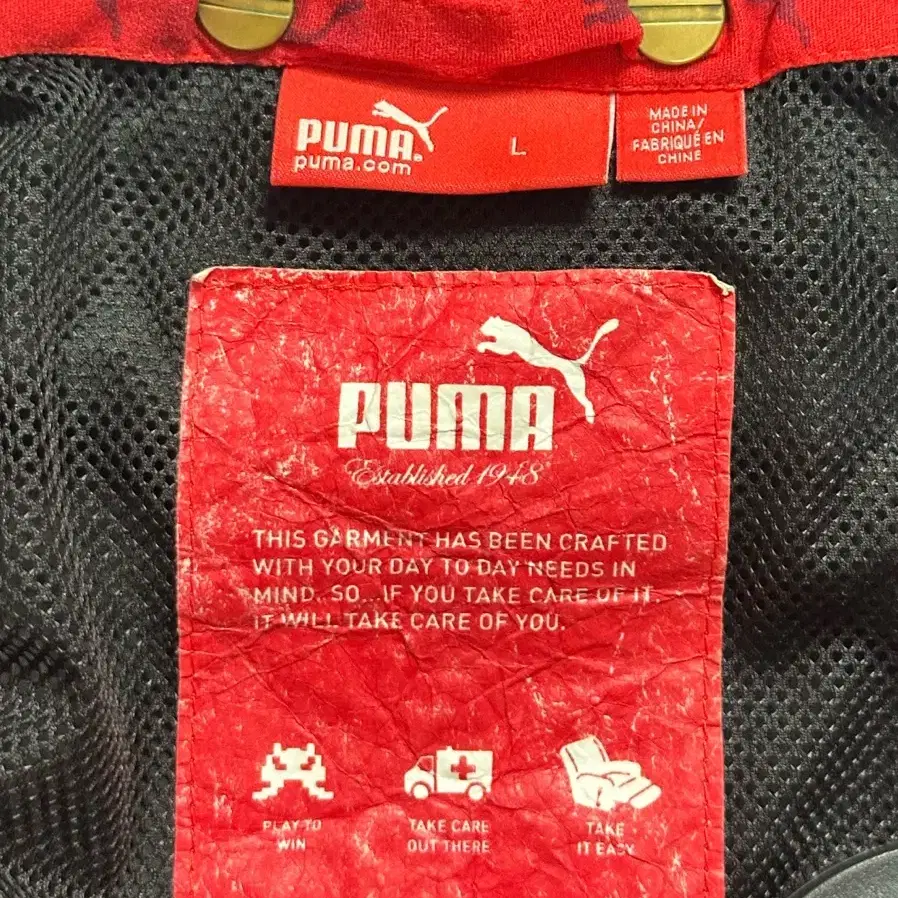 PUMA®
puma.com
L
MADE IN
CHINA/
FABRIQUÉ EN
CHINE
PUMA
Established 1948
THIS GARMENT HAS BEEN CRAFTED
WITH YOUR DAY TO DAY NEEDS IN
MIND. SO...IF YOU TAKE CARE OF IT.
IT WILL TAKE CARE OF YOU.
PLAY TO
WIN
TAKE CARE
OUT THERE
TAKE
IT EASY